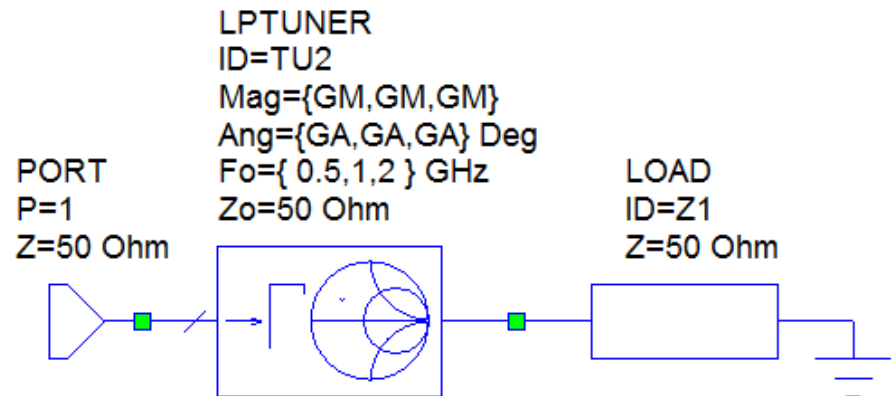 LPTUNER
ID=TU2
Mag={GM,GM,GM}
Ang={GA,GA,GA} Deg
Fo={ 0.5,1,2 } GHz
Zo=50 Ohm
PORT
P=1
Z=50 Ohm
LOAD
ID=Z1
Z=50 Ohm